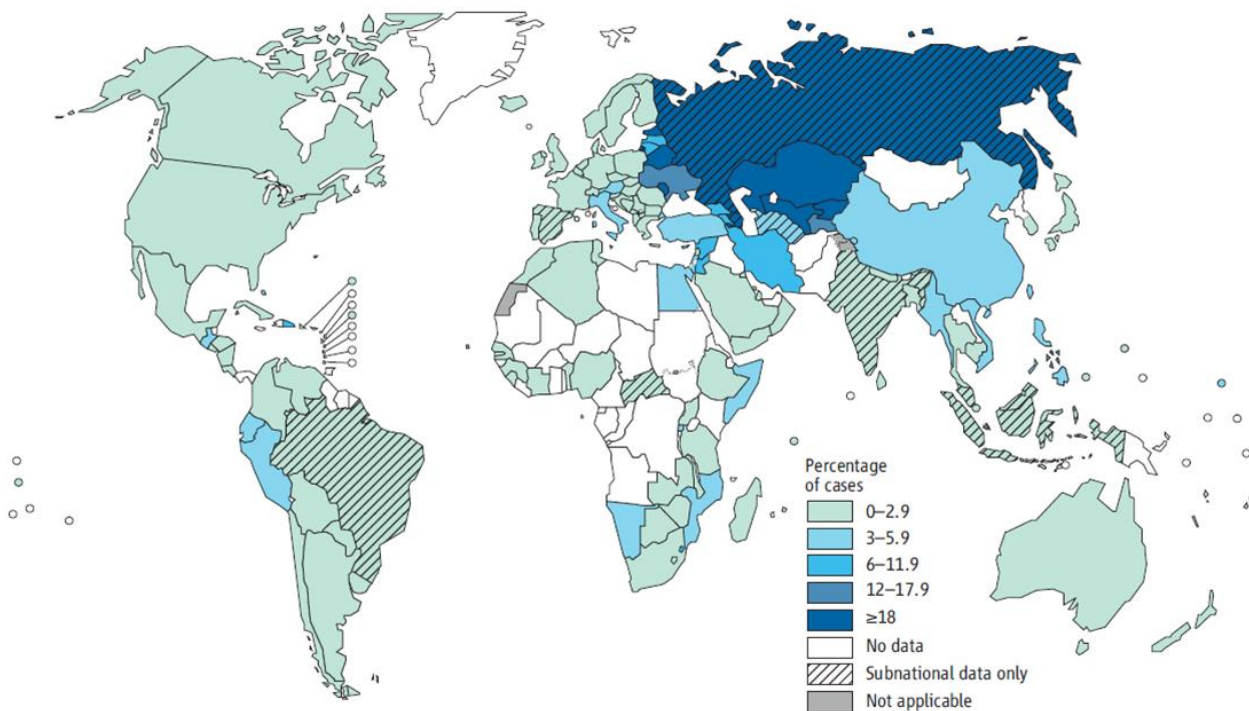 Percentage
of cases
0–2.9
3–5.9
6–11.9
12–17.9
≥18
No data
Subnational data only
Not applicable